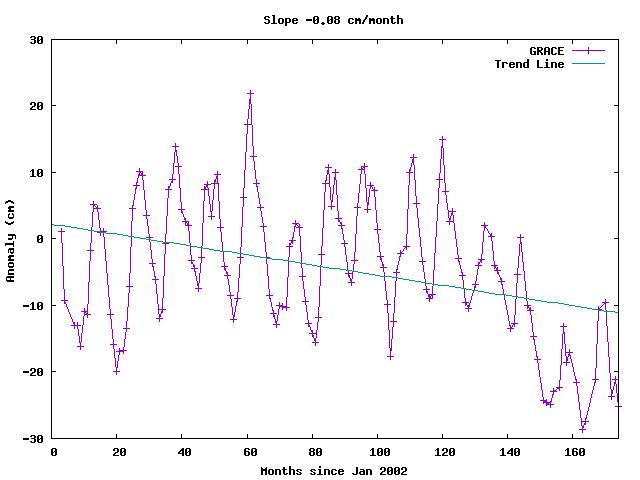 Slope -0.08 cm/month
GRACE
Trend Line
30
20
10
0
-10
-20
-30
Anomaly (cm)
0 20 40 60 80 100 120 140 160
Months since Jan 2002